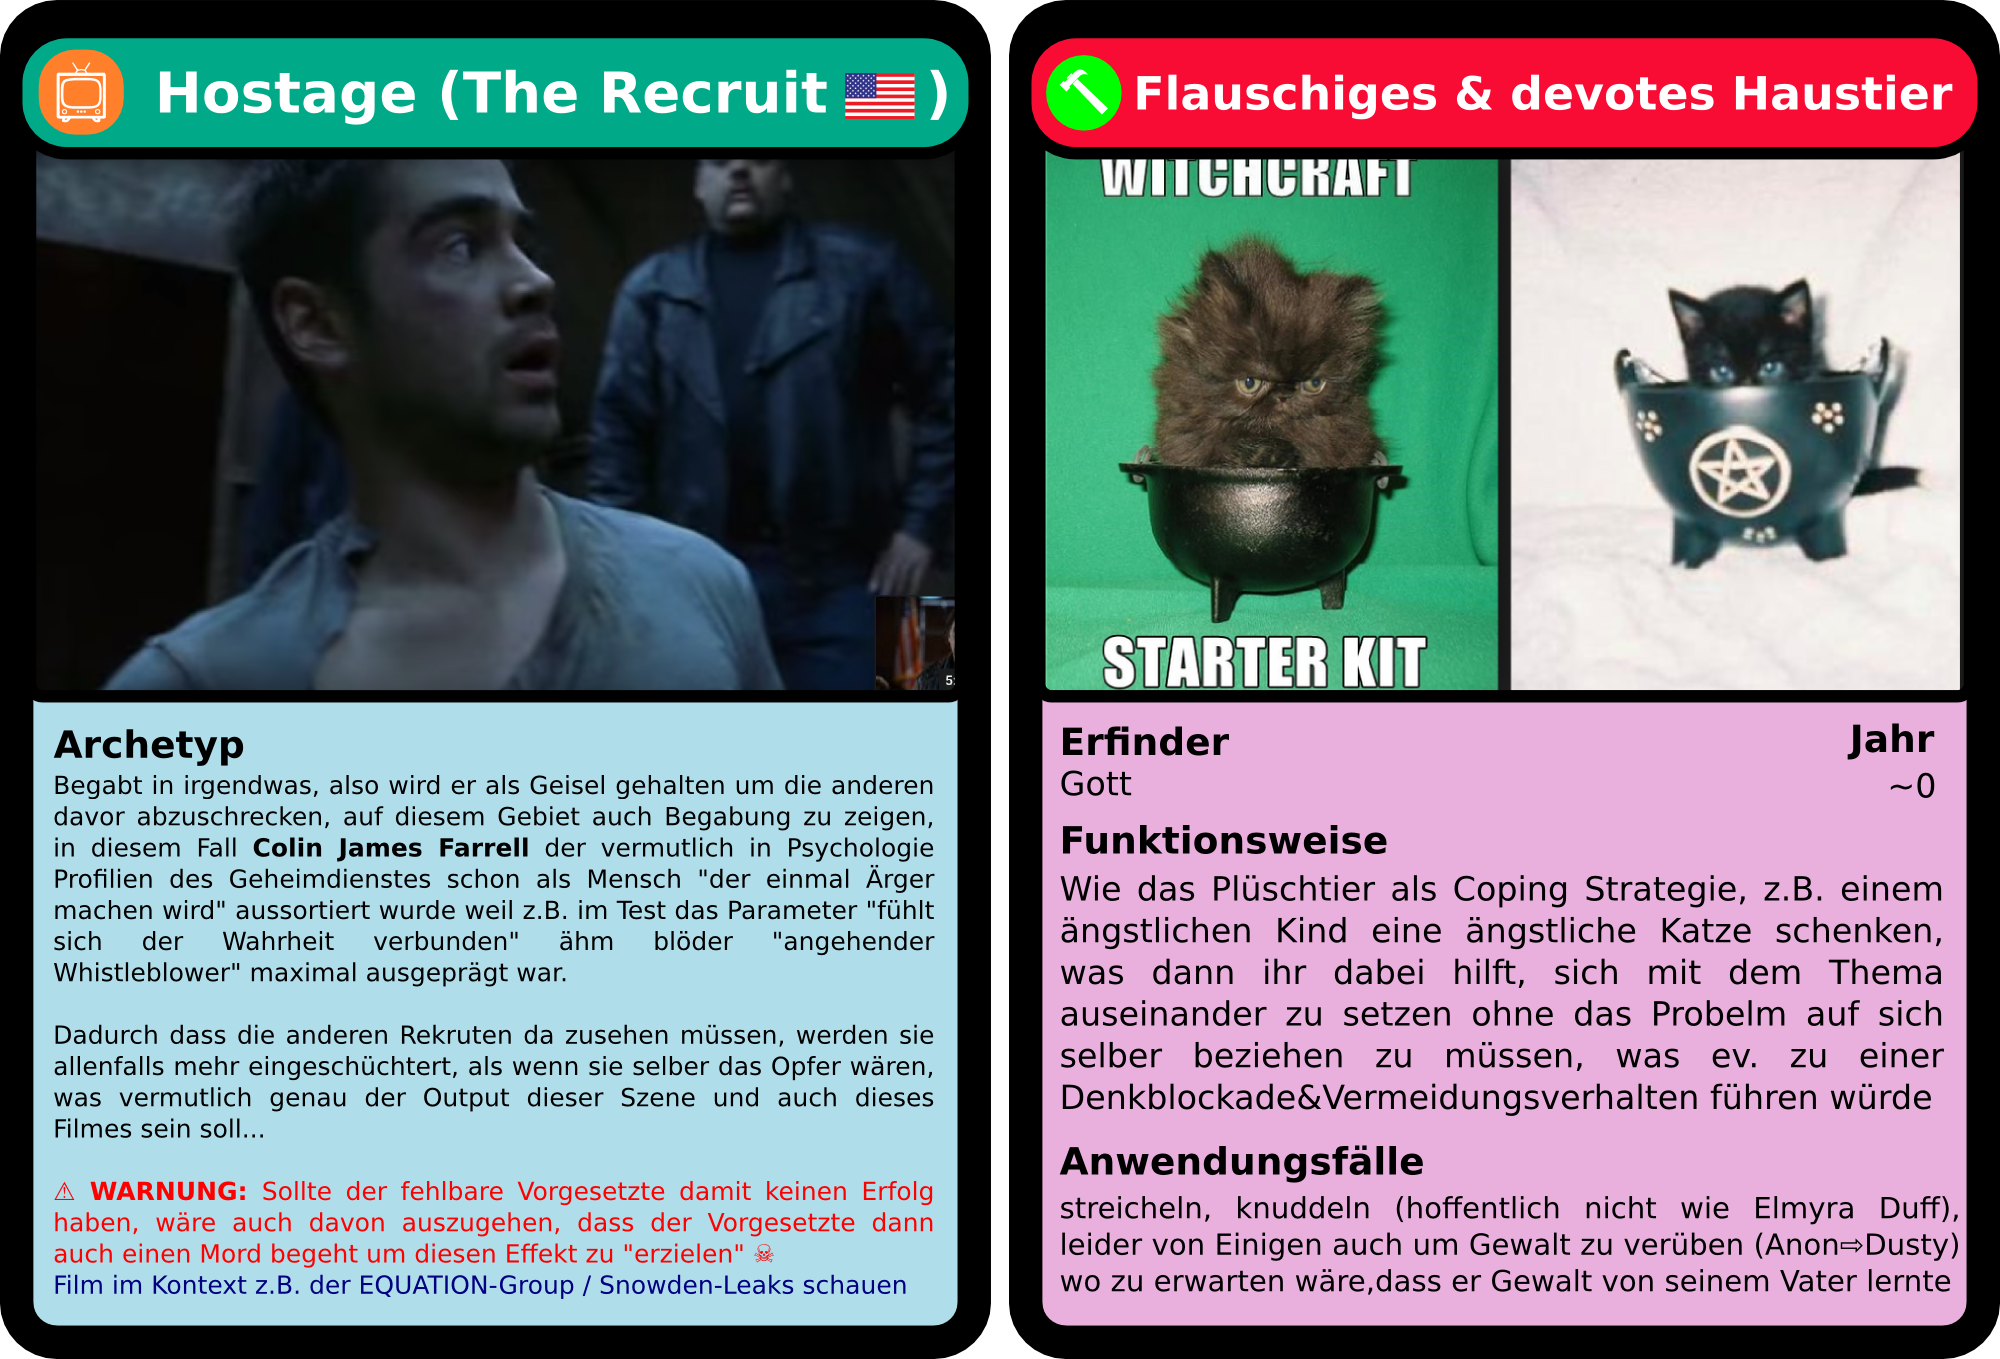 Hostage (The Recruit 🇺🇸 )
Archetyp
Begabt in irgendwas, also wird er als Geisel gehalten um die anderen
davor abzuschrecken, auf diesem Gebiet auch Begabung zu zeigen,
in diesem Fall Colin James Farrell der vermutlich in Psychologie
Profilien des Geheimdienstes schon als Mensch "der einmal Ärger
machen wird" aussortiert wurde weil z.B. im Test das Parameter "fühlt
sich der Wahrheit verbunden" ähm blöder "angehender
Whistleblower" maximal ausgeprägt war.
Dadurch dass die anderen Rekruten da zusehen müssen, werden sie
allenfalls mehr eingeschüchtert, als wenn sie selber das Opfer wären,
was vermutlich genau der Output dieser Szene und auch dieses
Filmes sein soll...
⚠ WARNUNG: Sollte der fehlbare Vorgesetzte damit keinen Erfolg
haben, wäre auch davon auszugehen, dass der Vorgesetzte dann
auch einen Mord begeht um diesen Effekt zu "erzielen" ☠
Film im Kontext z.B. der EQUATION-Group / Snowden-Leaks schauen
Flauschiges & devotes Haustier
WITCHCRAFT
STARTER KIT
Erfinder
Gott
Jahr
~0
Funktionsweise
Wie das Plüschtier als Coping Strategie, z.B. einem
ängstlichen Kind eine ängstliche Katze schenken,
was dann ihr dabei hilft, sich mit dem Thema
auseinander zu setzen ohne das Probelm auf sich
selber beziehen zu müssen, was ev. zu einer
Denkblockade&Vermeidungsverhalten führen würde
Anwendungsfälle
streicheln, knuddeln (hoffentlich nicht wie Elmyra Duff),
leider von Einigen auch um Gewalt zu verüben (Anon⇨Dusty)
wo zu erwarten wäre,dass er Gewalt von seinem Vater lernte